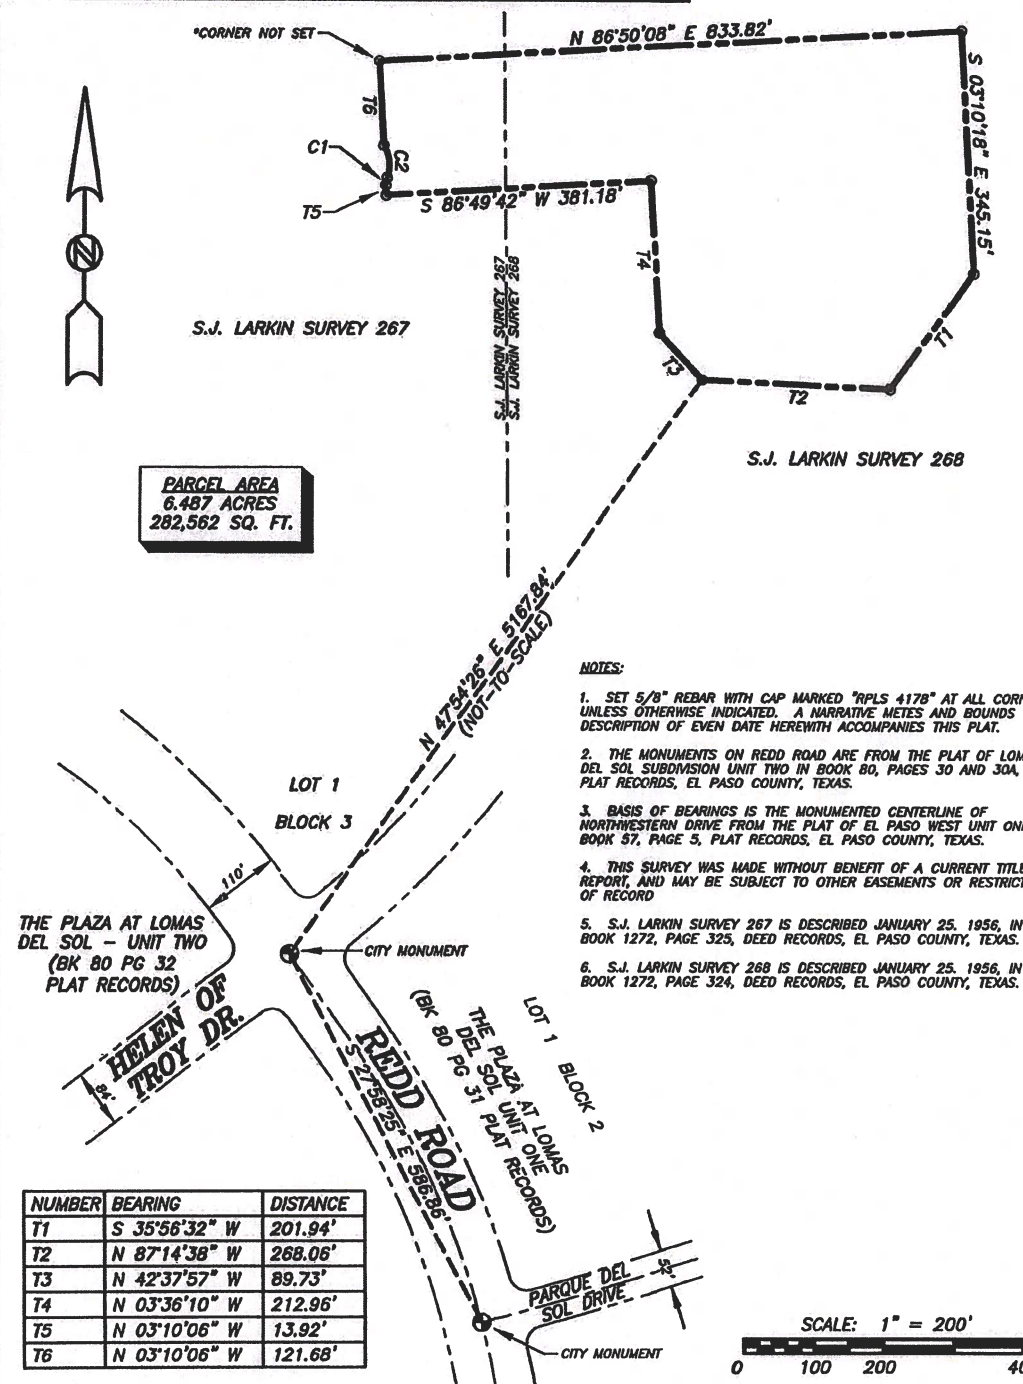 *CORNER NOT SET
N 86°50'08" E 833.82'
S 03°10'18" E 345.15'
T6
C1
C2
T5
S 86°49'42" W 381.18'
T4
T3
T2
T1
N
S.J. LARKIN SURVEY 267
S.J. LARKIN SURVEY 267
S.J. LARKIN SURVEY 268
S.J. LARKIN SURVEY 268
PARCEL AREA
6.487 ACRES
282,562 SQ. FT.
N 47°54'26" E 5167.84'
(NOT-TO-SCALE)
NOTES:
1. SET 5/8" REBAR WITH CAP MARKED "RPLS 4178" AT ALL CORN
UNLESS OTHERWISE INDICATED. A NARRATIVE METES AND BOUNDS
DESCRIPTION OF EVEN DATE HEREWITH ACCOMPANIES THIS PLAT.
2. THE MONUMENTS ON REDD ROAD ARE FROM THE PLAT OF LOM
DEL SOL SUBDIVISION UNIT TWO IN BOOK 80, PAGES 30 AND 30A,
PLAT RECORDS, EL PASO COUNTY, TEXAS.
3. BASIS OF BEARINGS IS THE MONUMENTED CENTERLINE OF
NORTHWESTERN DRIVE FROM THE PLAT OF EL PASO WEST UNIT ON
BOOK 57, PAGE 5, PLAT RECORDS, EL PASO COUNTY, TEXAS.
4. THIS SURVEY WAS MADE WITHOUT BENEFIT OF A CURRENT TITLE
REPORT, AND MAY BE SUBJECT TO OTHER EASEMENTS OR RESTRICT
OF RECORD
5. S.J. LARKIN SURVEY 267 IS DESCRIBED JANUARY 25. 1956, IN
BOOK 1272, PAGE 325, DEED RECORDS, EL PASO COUNTY, TEXAS.
6. S.J. LARKIN SURVEY 268 IS DESCRIBED JANUARY 25. 1956, IN
BOOK 1272, PAGE 324, DEED RECORDS, EL PASO COUNTY, TEXAS.
LOT 1
BLOCK 3
110'
THE PLAZA AT LOMAS
DEL SOL - UNIT TWO
(BK 80 PG 32
PLAT RECORDS)
CITY MONUMENT
HELEN OF
TROY DR.
84'
REDD ROAD
S 27°58'25" E 586.86'
LOT 1 BLOCK 2
THE PLAZA AT LOMAS
DEL SOL UNIT ONE
(BK 80 PG 31 PLAT RECORDS)
PARQUE DEL
SOL DRIVE
52'
CITY MONUMENT
NUMBER BEARING DISTANCE
T1 S 35°56'32" W 201.94'
T2 N 87°14'38" W 268.06'
T3 N 42°37'57" W 89.73'
T4 N 03°36'10" W 212.96'
T5 N 03°10'06" W 13.92'
T6 N 03°10'06" W 121.68'
SCALE: 1" = 200'
0 100 200 40